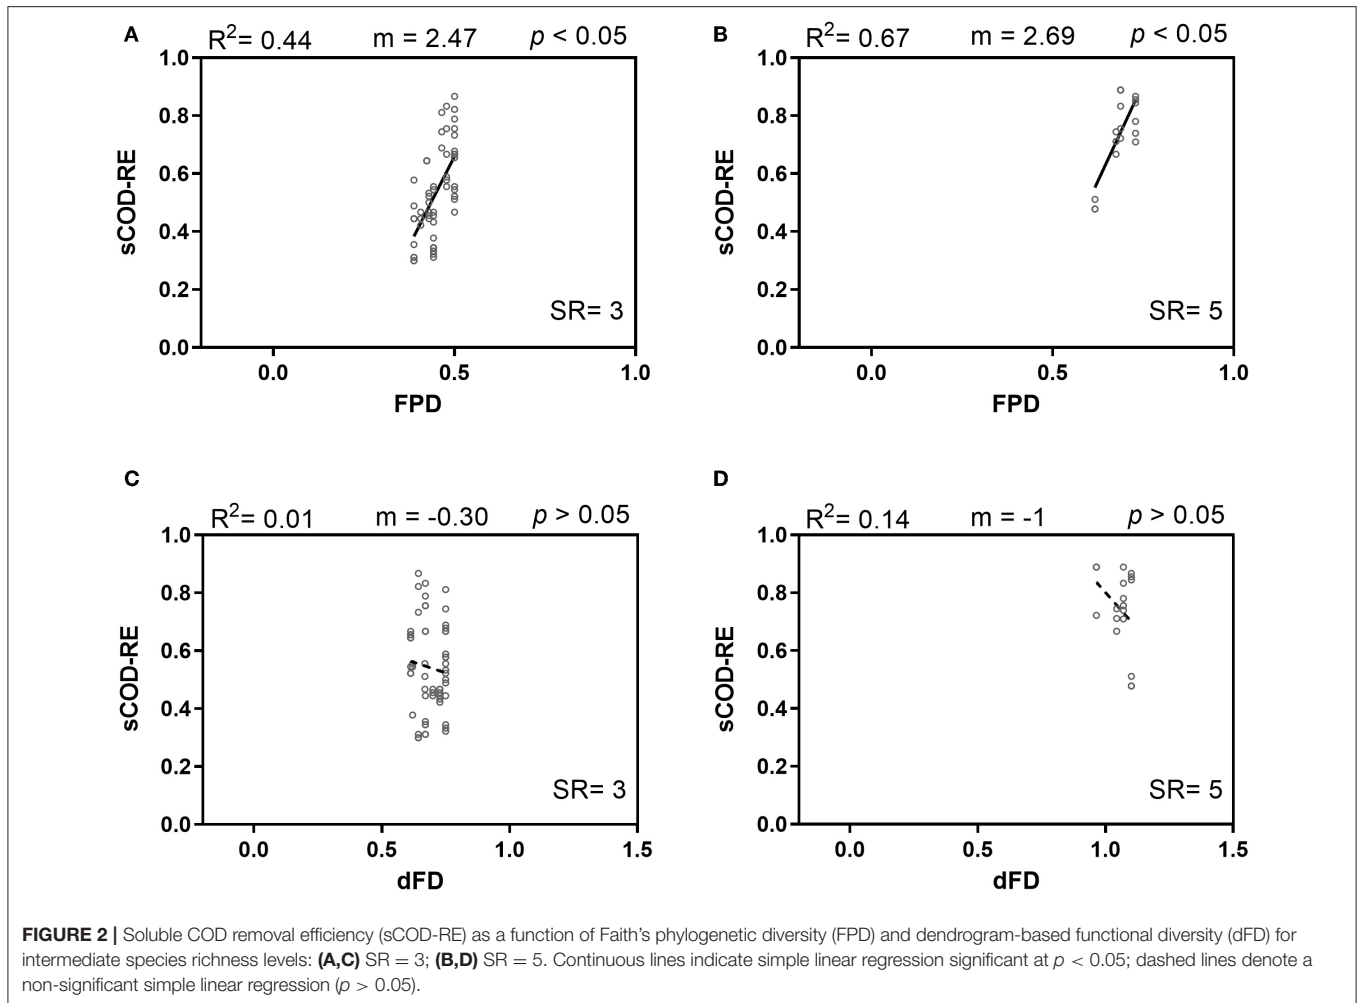 A
R2= 0.44 m = 2.47 p < 0.05
1.0
0.8
0.6
0.4
0.2
0.0
sCOD-RE
SR= 3
0.0 0.5 1.0
FPD
B
R2= 0.67 m = 2.69 p < 0.05
1.0
0.8
0.6
0.4
0.2
0.0
sCOD-RE
SR= 5
0.0 0.5 1.0
FPD
C
R2= 0.01 m = -0.30 p > 0.05
1.0
0.8
0.6
0.4
0.2
0.0
sCOD-RE
SR= 3
0.0 0.5 1.0 1.5
dFD
D
R2= 0.14 m = -1 p > 0.05
1.0
0.8
0.6
0.4
0.2
0.0
sCOD-RE
SR= 5
0.0 0.5 1.0 1.5
dFD
FIGURE 2 | Soluble COD removal efficiency (sCOD-RE) as a function of Faith's phylogenetic diversity (FPD) and dendrogram-based functional diversity (dFD) for
intermediate species richness levels: (A,C) SR = 3; (B,D) SR = 5. Continuous lines indicate simple linear regression significant at p < 0.05; dashed lines denote a
non-significant simple linear regression (p > 0.05).